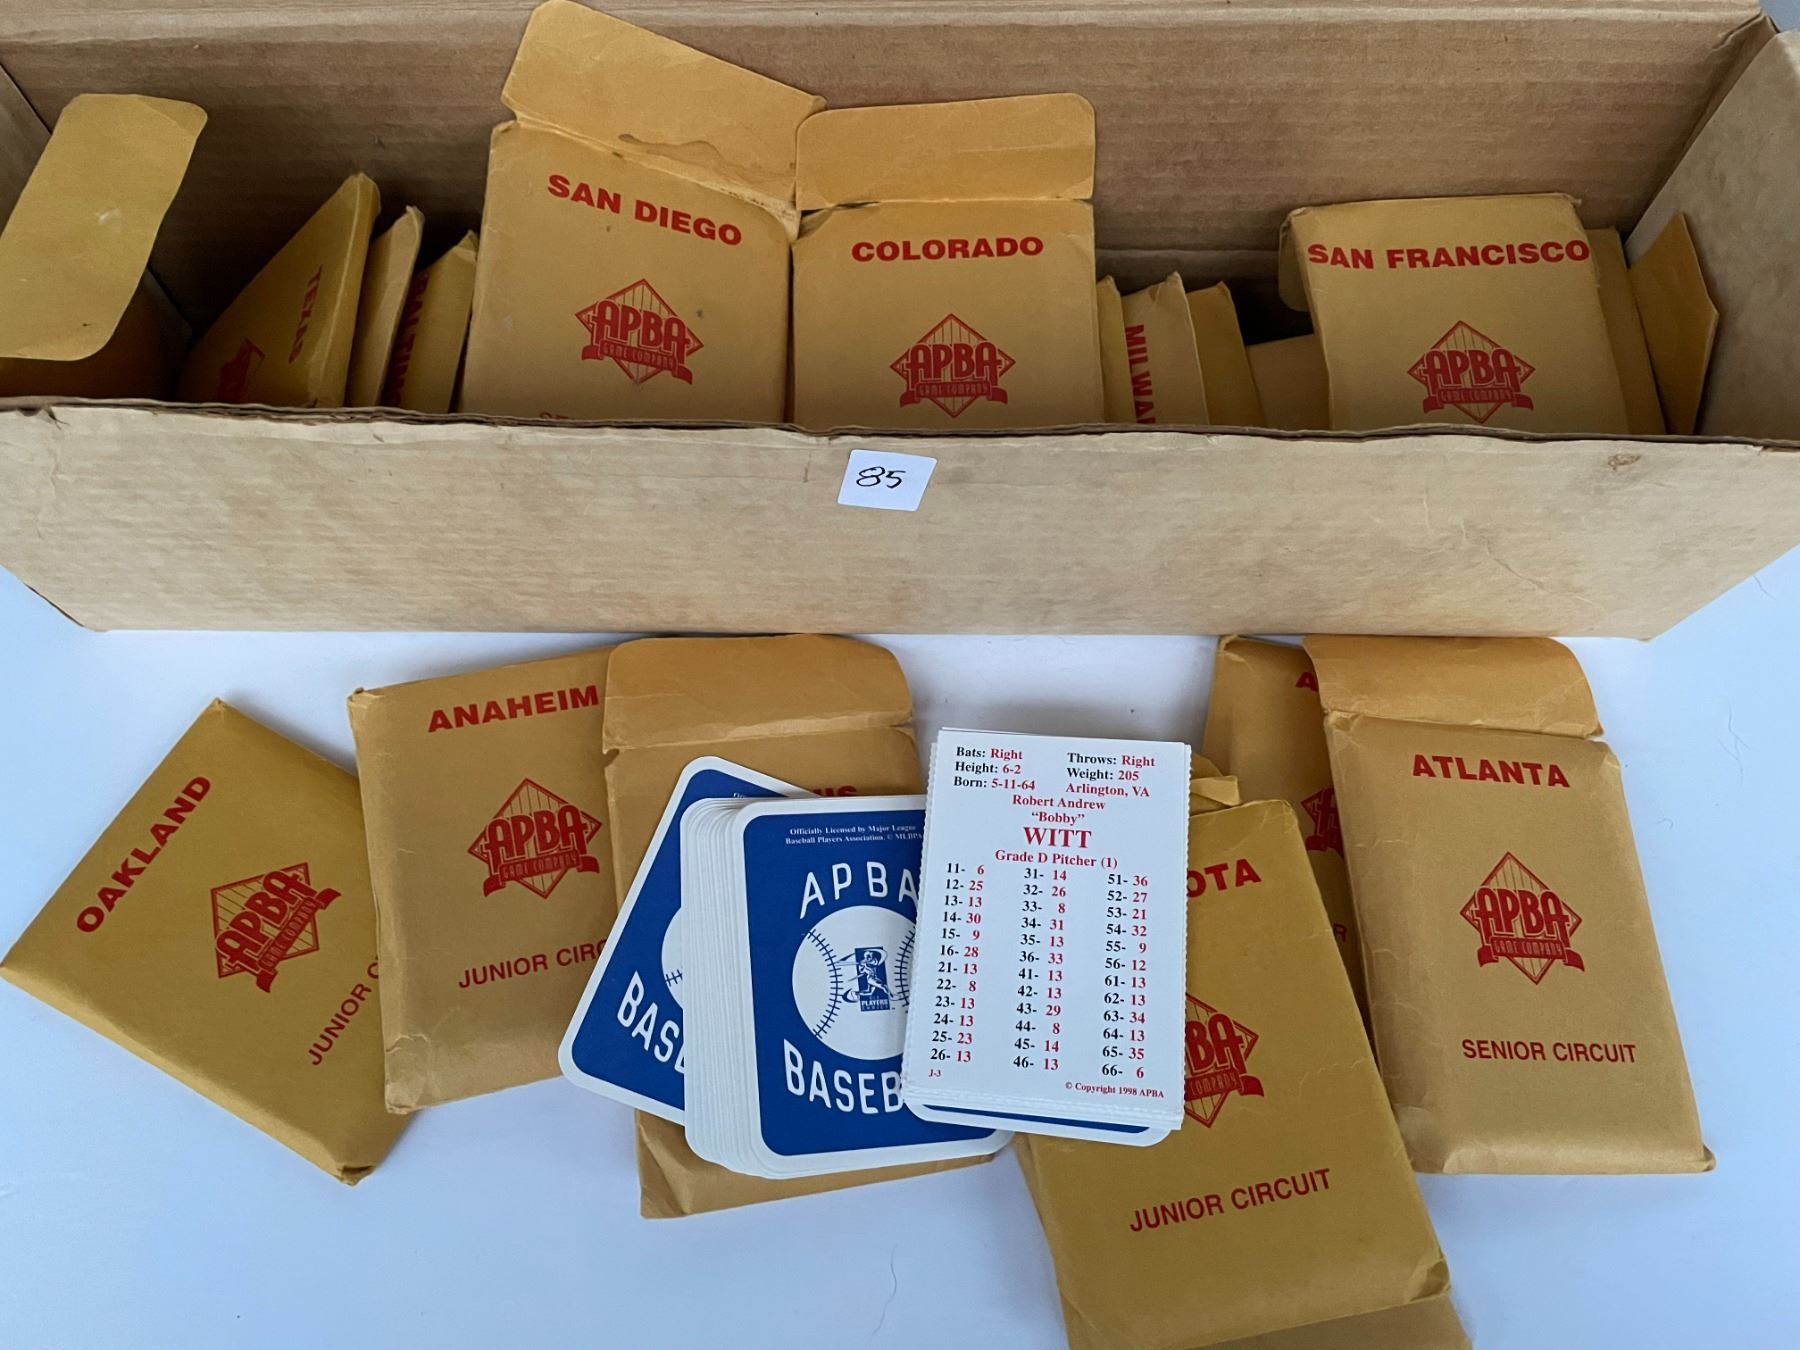 TEXAS
SAN DIEGO
APBA
GAME COMPANY
COLORADO
APBA
GAME COMPANY
SAN FRANCISCO
APBA
GAME COMPANY
85
OAKLAND
APBA
GAME COMPANY
JUNIOR
ANAHEIM
APBA
GAME COMPANY
JUNIOR CIRC
Officially Licensed by Major League
Baseball Players Association. © MLBPA
APBA
PLAYERS
BASEB
BASE
Bats: Right Throws: Right
Height: 6-2 Weight: 205
Born: 5-11-64 Arlington, VA
Robert Andrew
"Bobby"
WITT
Grade D Pitcher (1)
11- 6 31- 14 51- 36
12- 25 32- 26 52- 27
13- 13 33- 8 53- 21
14- 30 34- 31 54- 32
15- 9 35- 13 55- 9
16- 28 36- 33 56- 12
21- 13 41- 13 61- 13
22- 8 42- 13 62- 13
23- 13 43- 29 63- 34
24- 13 44- 8 64- 13
25- 23 45- 14 65- 35
26- 13 46- 13 66- 6
J-3
© Copyright 1998 APBA
OTA
BA
COMPANY
JUNIOR CIRCUIT
ATLANTA
APBA
GAME COMPANY
SENIOR CIRCUIT